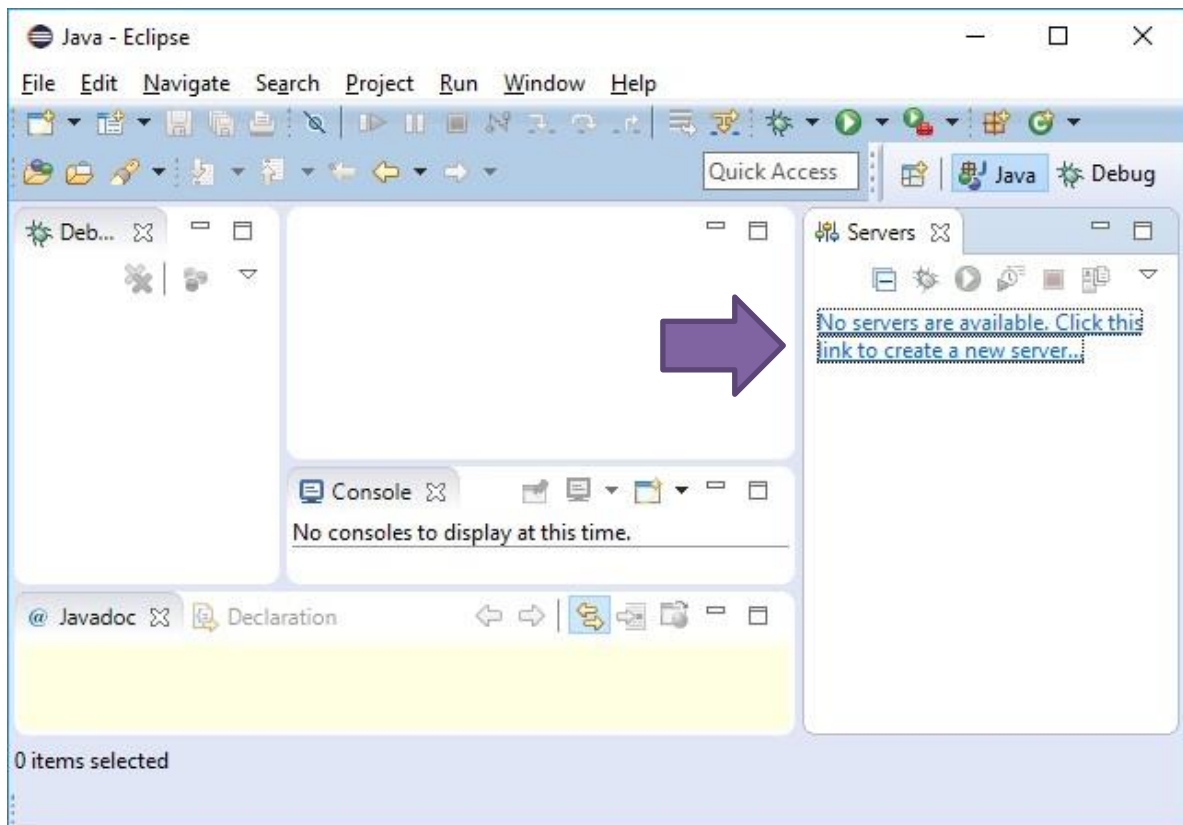 Java - Eclipse
File Edit Navigate Search Project Run Window Help
Quick Access
Java
Debug
Deb...
Servers
No servers are available. Click this
link to create a new server...
Console
No consoles to display at this time.
@ Javadoc
Declaration
0 items selected